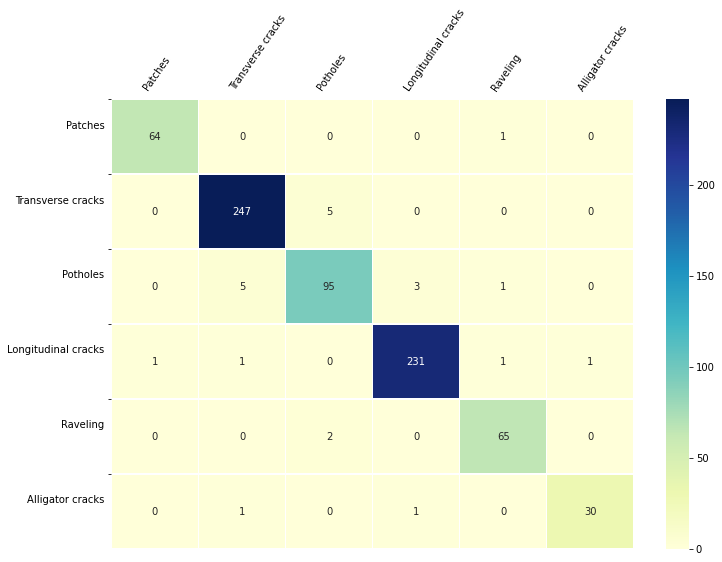 Patches Transverse cracks Potholes Longitudinal cracks Raveling Alligator cracks
Patches 64 0 0 0 1 0
Transverse cracks 0 247 5 0 0 0
Potholes 0 5 95 3 1 0
Longitudinal cracks 1 1 0 231 1 1
Raveling 0 0 2 0 65 0
Alligator cracks 0 1 0 1 0 30
200
150
100
50
0